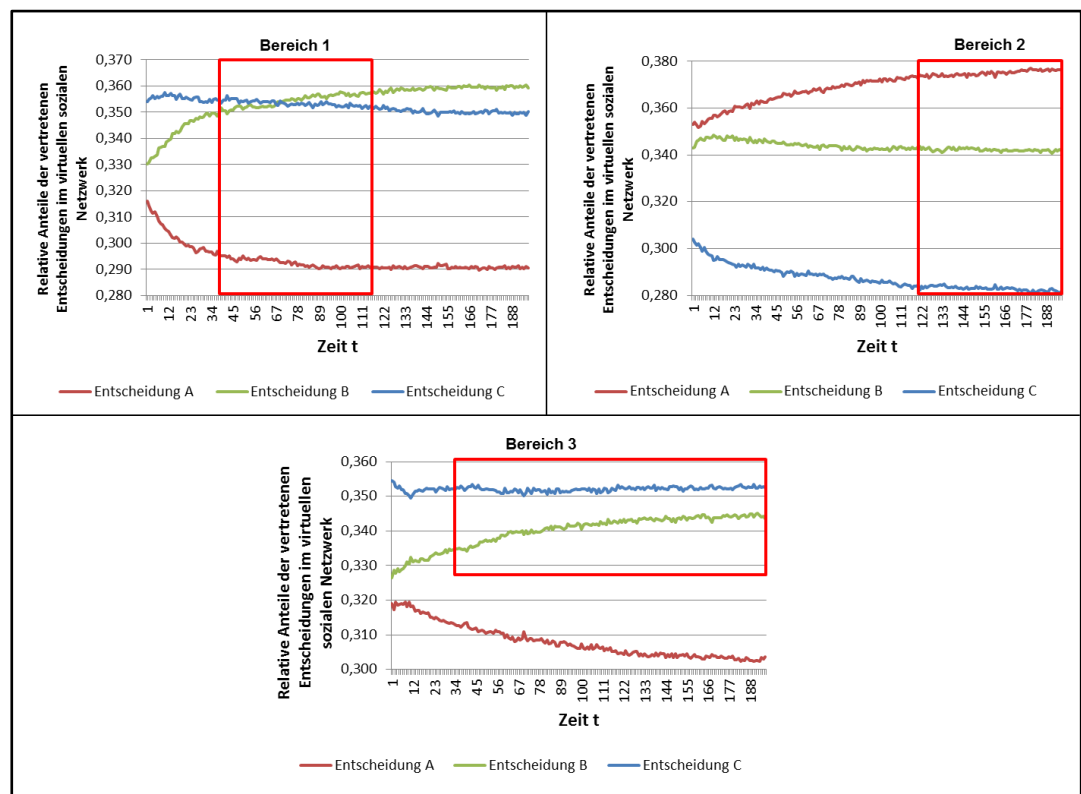 Bereich 1
Relative Anteile der vertretenen
Entscheidungen im virtuellen sozialen
Netzwerk
0,370
0,360
0,350
0,340
0,330
0,320
0,310
0,300
0,290
0,280
1 12 23 34 45 56 67 78 89 100 111 122 133 144 155 166 177 188
Zeit t
Entscheidung A Entscheidung B Entscheidung C
Bereich 2
Relative Anteile der vertretenen
Entscheidungen im virtuellen sozialen
Netzwerk
0,380
0,360
0,340
0,320
0,300
0,280
1 12 23 34 45 56 67 78 89 100 111 122 133 144 155 166 177 188
Zeit t
Entscheidung A Entscheidung B Entscheidung C
Bereich 3
Relative Anteile der vertretenen
Entscheidungen im virtuellen
sozialen Netzwerk
0,360
0,350
0,340
0,330
0,320
0,310
0,300
1 12 23 34 45 56 67 78 89 100 111 122 133 144 155 166 177 188
Zeit t
Entscheidung A Entscheidung B Entscheidung C